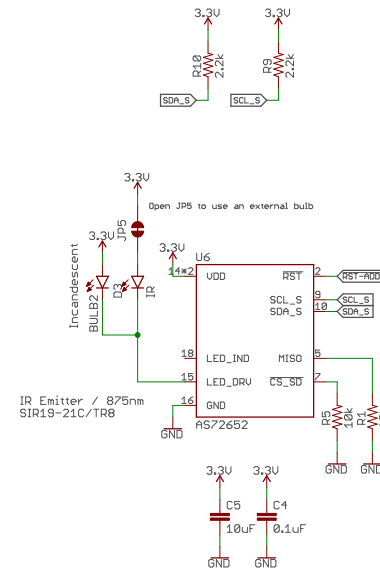 3.3V
3.3V
R10
2.2k
R9
2.2k
SDA_S
SCL_S
3.3V
Open JP5 to use an external bulb
JP5
3.3V
3.3V
Incandescent
BULB2
D3
IR
U6
14*2
VDD
RST
2
RST-ADD
SCL_S
9
SCL_S
SDA_S
10
SDA_S
18
LED_IND
MISO
5
15
LED_DRV
CS_SD
7
16
GND
AS72652
IR Emitter / 875nm
SIR19-21C/TR8
GND
R5
10k
R1
GND
GND
3.3V
3.3V
C5
10uF
C4
0.1uF
GND
GND